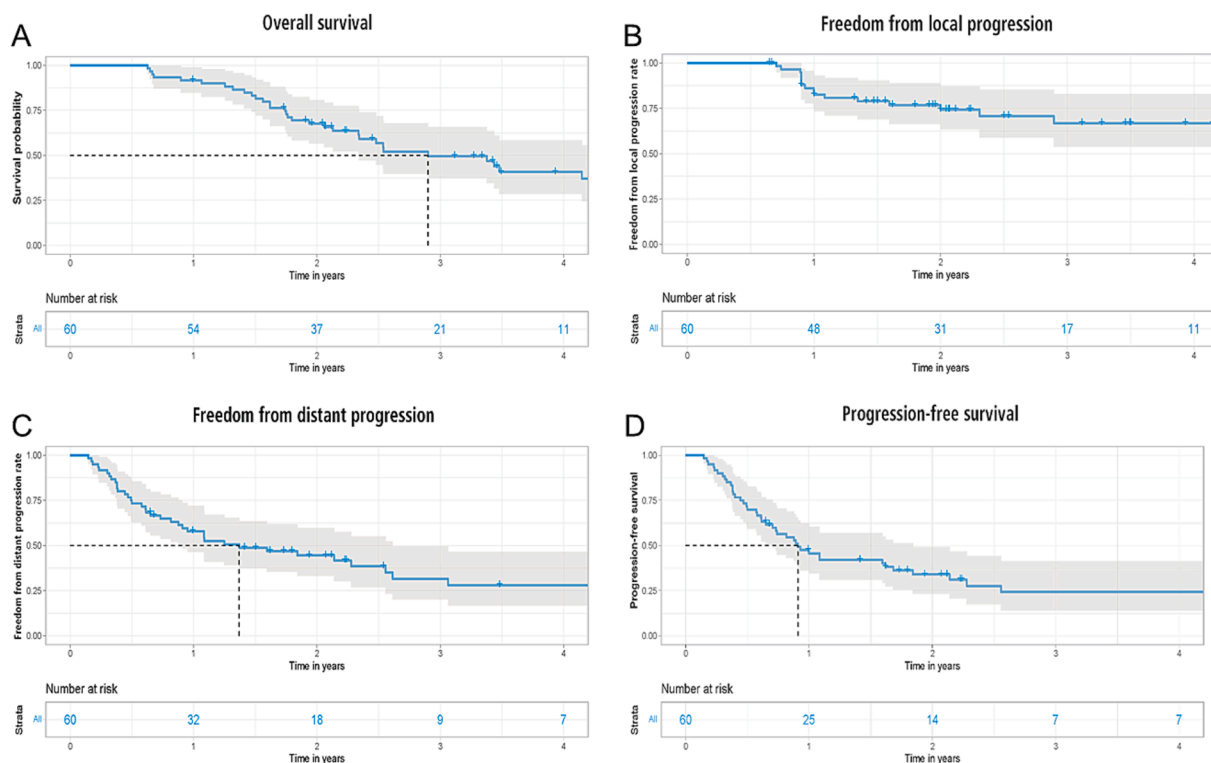 A
Overall survival
Survival probability
1.00
0.75
0.50
0.25
0.00
0 1 2 3 4
Time in years
Number at risk
Strata
All 60 54 37 21 11
0 1 2 3 4
Time in years
B
Freedom from local progression
Freedom from local progression rate
1.00
0.75
0.50
0.25
0.00
0 1 2 3 4
Time in years
Number at risk
Strata
All 60 48 31 17 11
0 1 2 3 4
Time in years
C
Freedom from distant progression
Freedom from distant progression rate
1.00
0.75
0.50
0.25
0.00
0 1 2 3 4
Time in years
Number at risk
Strata
All 60 32 18 9 7
0 1 2 3 4
Time in years
D
Progression-free survival
Progression-free survival
1.00
0.75
0.50
0.25
0.00
0 1 2 3 4
Time in years
Number at risk
Strata
All 60 25 14 7 7
0 1 2 3 4
Time in years